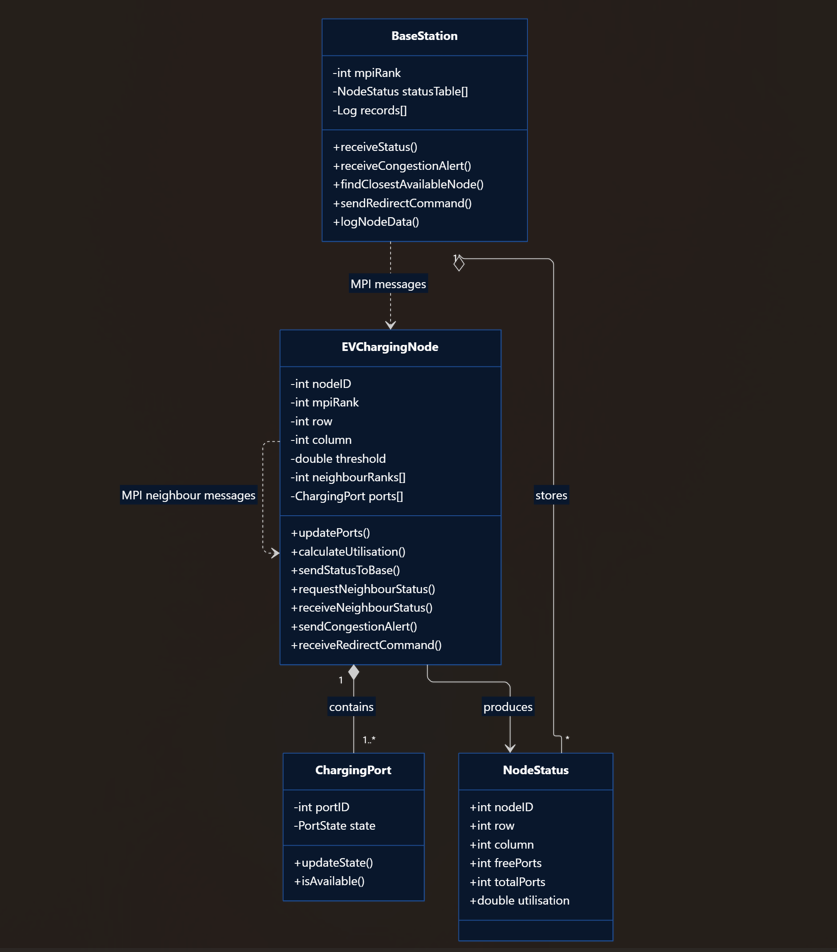 BaseStation
-int mpiRank
-NodeStatus statusTable[]
-Log records[]
+receiveStatus()
+receiveCongestionAlert()
+findClosestAvailableNode()
+sendRedirectCommand()
+logNodeData()
1
MPI messages
EVChargingNode
-int nodeID
-int mpiRank
-int row
-int column
-double threshold
-int neighbourRanks[]
-ChargingPort ports[]
MPI neighbour messages
stores
+updatePorts()
+calculateUtilisation()
+sendStatusToBase()
+requestNeighbourStatus()
+receiveNeighbourStatus()
+sendCongestionAlert()
+receiveRedirectCommand()
1
contains
produces
1..*
*
ChargingPort
-int portID
-PortState state
+updateState()
+isAvailable()
NodeStatus
+int nodeID
+int row
+int column
+int freePorts
+int totalPorts
+double utilisation